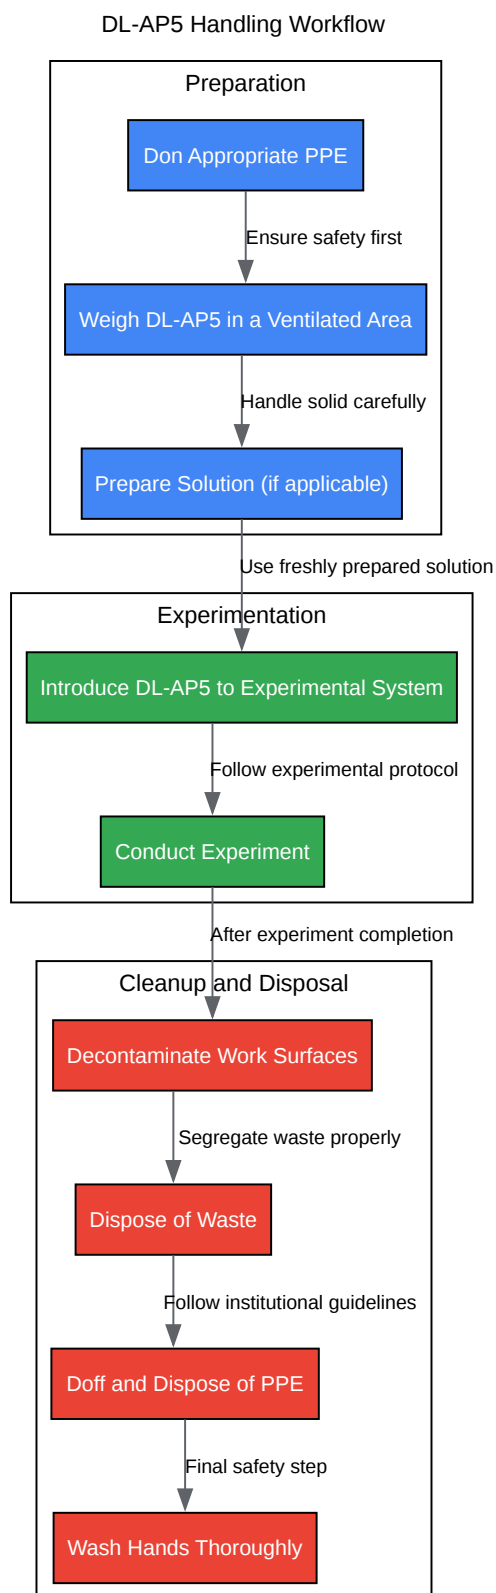 DL-AP5 Handling Workflow
Preparation
Don Appropriate PPE
Ensure safety first
Weigh DL-AP5 in a Ventilated Area
Handle solid carefully
Prepare Solution (if applicable)
Use freshly prepared solution
Experimentation
Introduce DL-AP5 to Experimental System
Follow experimental protocol
Conduct Experiment
After experiment completion
Cleanup and Disposal
Decontaminate Work Surfaces
Segregate waste properly
Dispose of Waste
Follow institutional guidelines
Doff and Dispose of PPE
Final safety step
Wash Hands Thoroughly